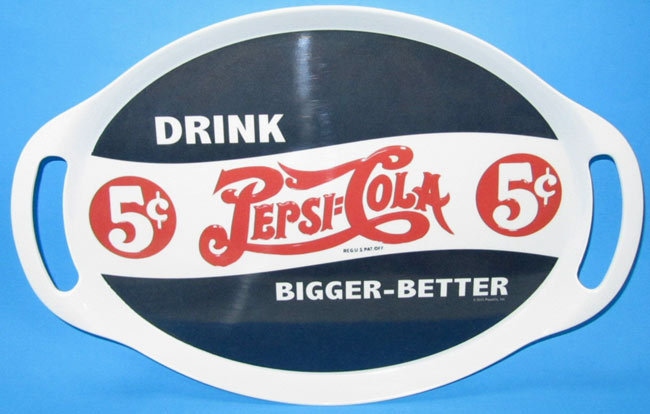 DRINK
5¢ PEPSI=COLA 5¢
REG. U.S. PAT. OFF.
BIGGER-BETTER